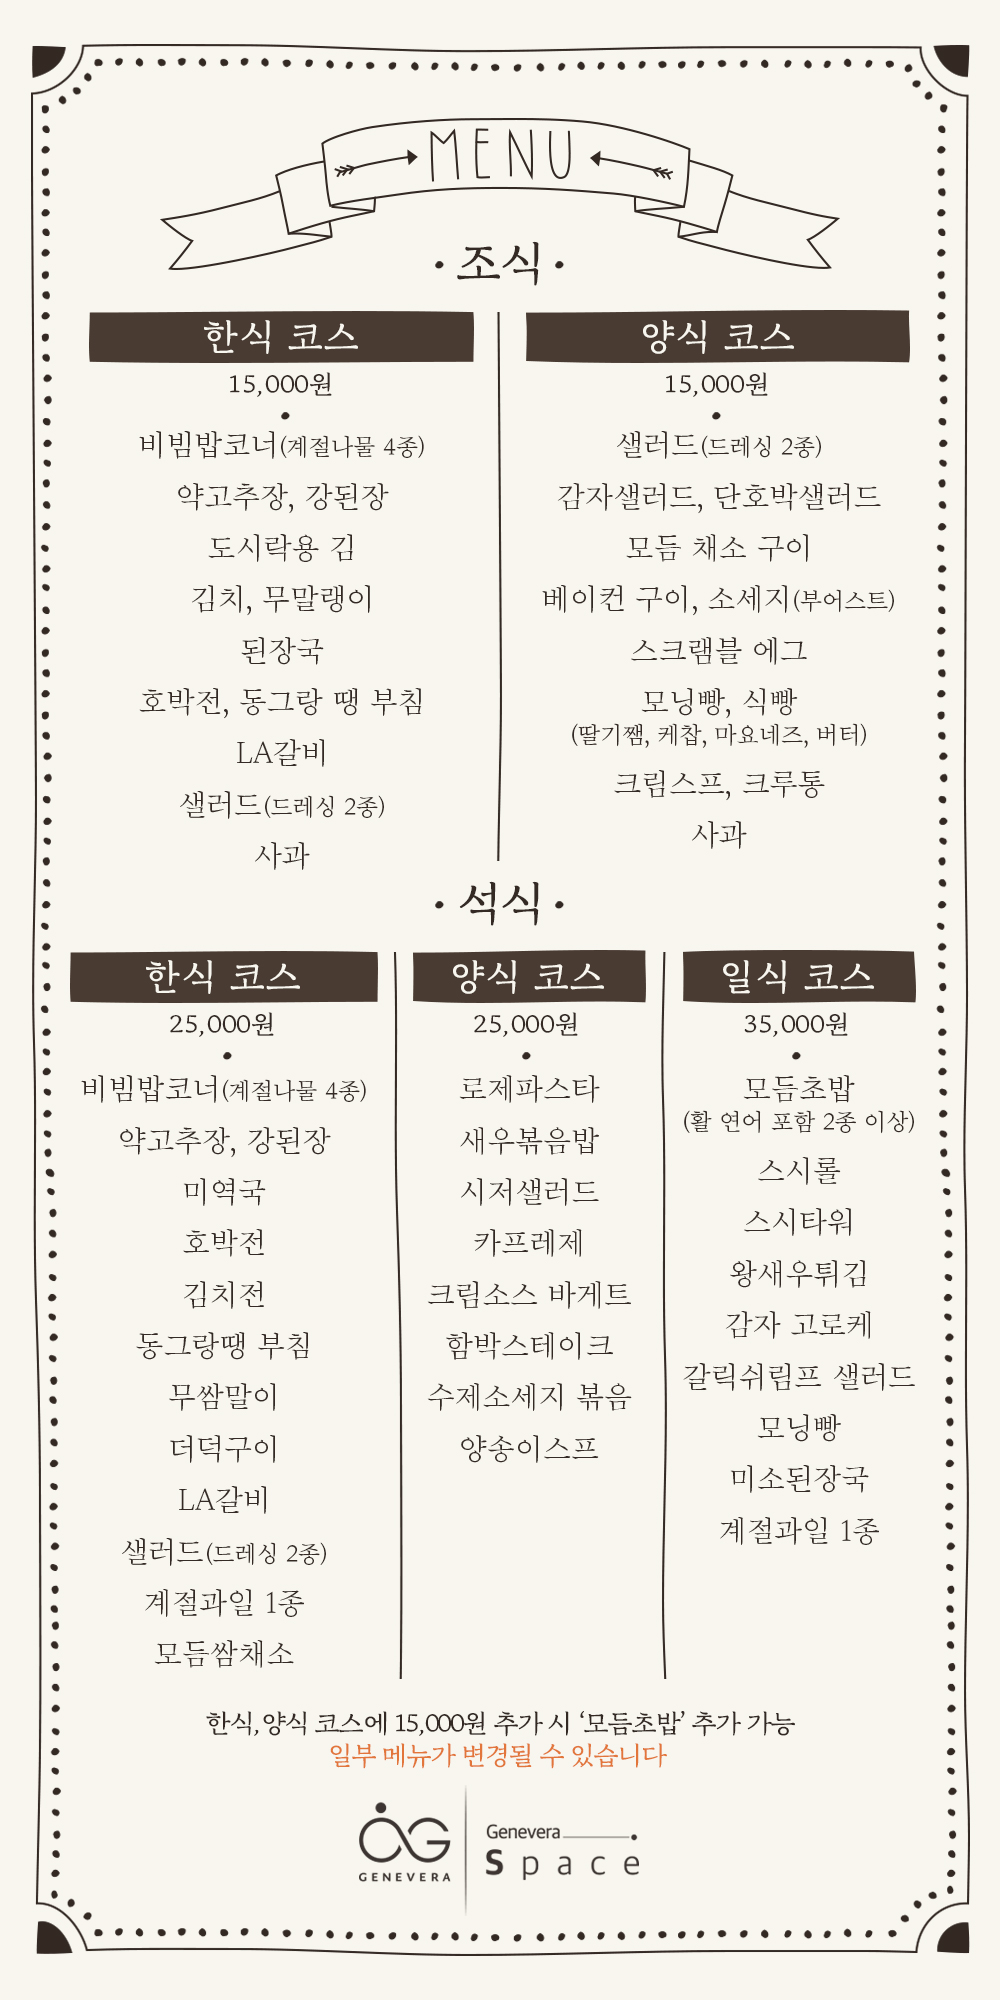 MENU
조식
한식 코스
15,000원
비빔밥코너(계절나물 4종)
약고추장, 강된장
도시락용 김
김치, 무말랭이
된장국
호박전, 동그랑 땡 부침
LA갈비
샐러드(드레싱 2종)
사과
양식 코스
15,000원
샐러드(드레싱 2종)
감자샐러드, 단호박샐러드
모듬 채소 구이
베이컨 구이, 소세지(부어스트)
스크램블 에그
모닝빵, 식빵
(딸기쨈, 케찹, 마요네즈, 버터)
크림스프, 크루통
사과
석식
한식 코스
25,000원
비빔밥코너(계절나물 4종)
약고추장, 강된장
미역국
호박전
김치전
동그랑땡 부침
무쌈말이
더덕구이
LA갈비
샐러드(드레싱 2종)
계절과일 1종
모듬쌈채소
양식 코스
25,000원
로제파스타
새우볶음밥
시저샐러드
카프레제
크림소스 바게트
함박스테이크
수제소세지 볶음
양송이스프
일식 코스
35,000원
모듬초밥
(활 연어 포함 2종 이상)
스시롤
스시타워
왕새우튀김
감자 고로케
갈릭쉬림프 샐러드
모닝빵
미소된장국
계절과일 1종
한식,양식 코스에 15,000원 추가 시 ‘모듬초밥’ 추가 가능
일부 메뉴가 변경될 수 있습니다
GENEVERA
Genevera
Space